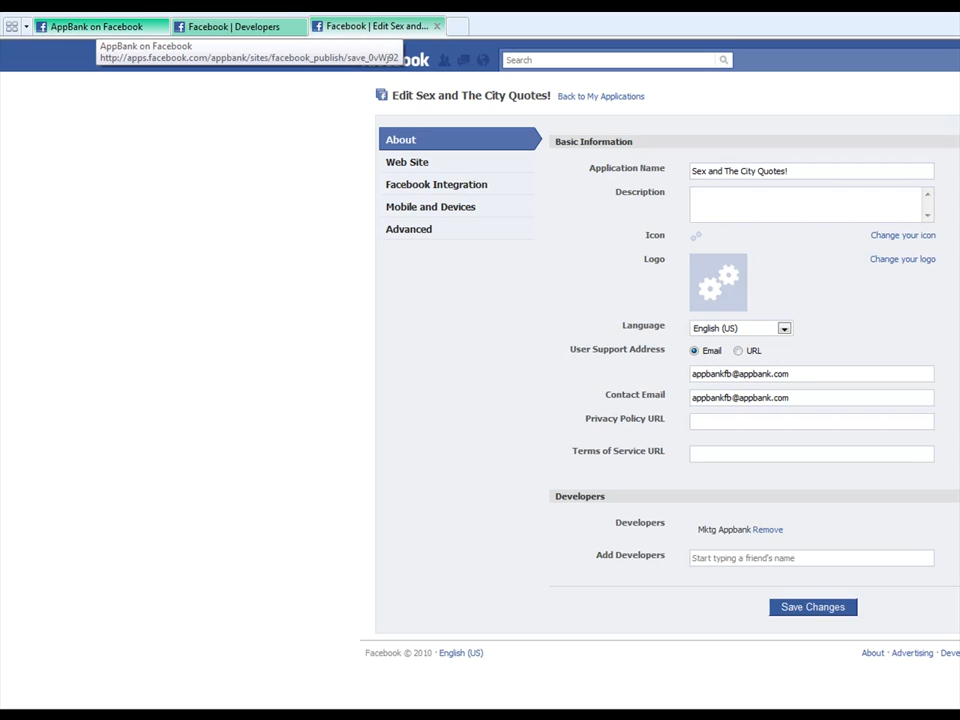 AppBank on Facebook
Facebook | Developers
Facebook | Edit Sex and...
AppBank on Facebook
http://apps.facebook.com/appbank/sites/facebook_publish/save_0vWj92
book
Search
Edit Sex and The City Quotes! Back to My Applications
About
Web Site
Facebook Integration
Mobile and Devices
Advanced
Basic Information
Application Name Sex and The City Quotes!
Description
Icon Change your icon
Logo Change your logo
Language English (US)
User Support Address Email URL
appbankfb@appbank.com
Contact Email appbankfb@appbank.com
Privacy Policy URL
Terms of Service URL
Developers
Developers Mktg Appbank Remove
Add Developers Start typing a friend's name
Save Changes
Facebook © 2010 · English (US)
About · Advertising · Deve